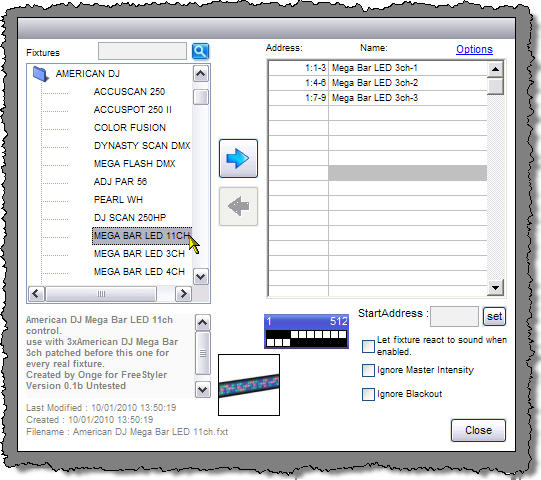 Fixtures
Address: Name: Options
AMERICAN DJ
ACCUSCAN 250
ACCUSPOT 250 II
COLOR FUSION
DYNASTY SCAN DMX
MEGA FLASH DMX
ADJ PAR 56
PEARL WH
DJ SCAN 250HP
MEGA BAR LED 11CH
MEGA BAR LED 3CH
MEGA BAR LED 4CH
1:1-3 Mega Bar LED 3ch-1
1:4-6 Mega Bar LED 3ch-2
1:7-9 Mega Bar LED 3ch-3
American DJ Mega Bar LED 11ch
control.
use with 3xAmerican DJ Mega Bar
3ch patched before this one for
every real fixture.
Created by Onge for FreeStyler
Version 0.1b Untested
Last Modified : 10/01/2010 13:50:19
Created : 10/01/2010 13:50:19
Filename : American DJ Mega Bar LED 11ch.fxt
1 512
StartAddress : set
Let fixture react to sound when
enabled.
Ignore Master Intensity
Ignore Blackout
Close